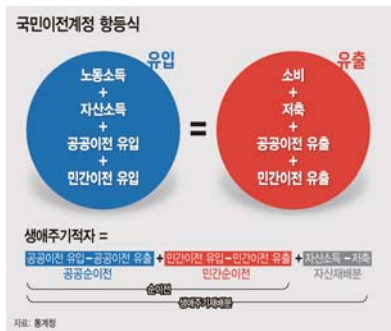 국민이전계정 항등식
유입
유출
노동소득
+
자산소득
+
공공이전 유입
+
민간이전 유입
=
소비
+
저축
+
공공이전 유출
+
민간이전 유출
생애주기적자 =
공공이전 유입-공공이전 유출 + 민간이전 유입-민간이전 유출 + 자산소득-저축
공공순이전 민간순이전 자산재배분
순이전
생애주기재배분
자료: 통계청